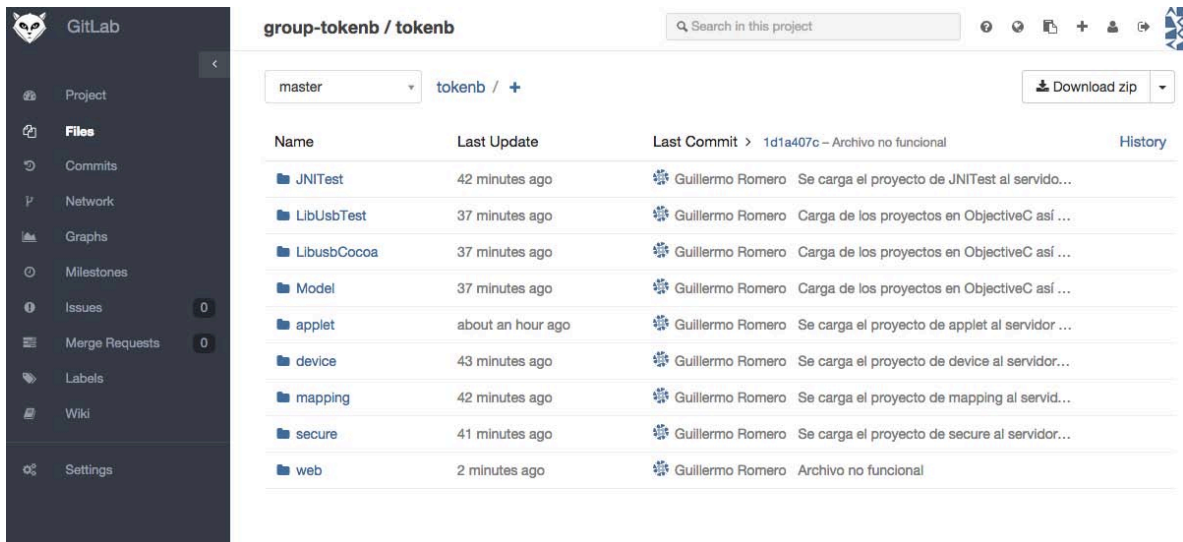 GitLab
group-tokenb / tokenb
Search in this project
Project
Files
Commits
Network
Graphs
Milestones
Issues 0
Merge Requests 0
Labels
Wiki
Settings
master
tokenb / +
Download zip
Name Last Update Last Commit > 1d1a407c – Archivo no funcional History
JNITest 42 minutes ago Guillermo Romero Se carga el proyecto de JNITest al servido...
LibUsbTest 37 minutes ago Guillermo Romero Carga de los proyectos en ObjectiveC así ...
LibusbCocoa 37 minutes ago Guillermo Romero Carga de los proyectos en ObjectiveC así ...
Model 37 minutes ago Guillermo Romero Carga de los proyectos en ObjectiveC así ...
applet about an hour ago Guillermo Romero Se carga el proyecto de applet al servidor ...
device 43 minutes ago Guillermo Romero Se carga el proyecto de device al servidor...
mapping 42 minutes ago Guillermo Romero Se carga el proyecto de mapping al servid...
secure 41 minutes ago Guillermo Romero Se carga el proyecto de secure al servidor...
web 2 minutes ago Guillermo Romero Archivo no funcional